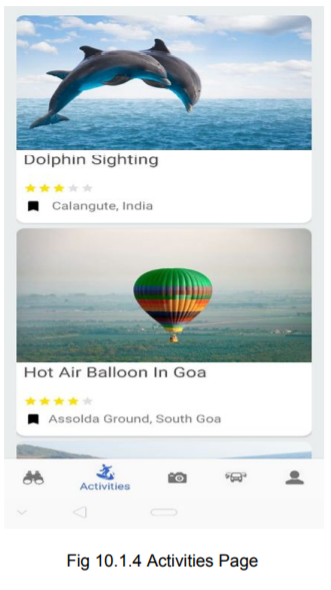 Dolphin Sighting
Calangute, India
Hot Air Balloon In Goa
Assolda Ground, South Goa
Activities
Fig 10.1.4 Activities Page